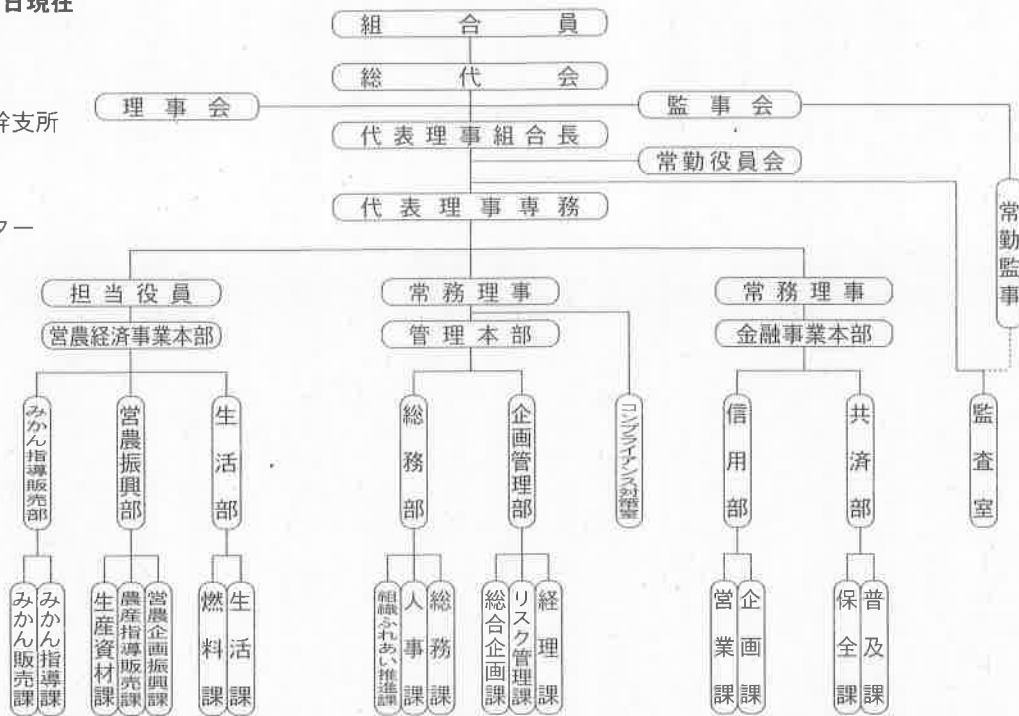 日現在
組合員
総代会
理事会
監事会
幹支所
代表理事組合長
常勤役員会
代表理事専務
常勤監事
ター
担当役員
常務理事
常務理事
営農経済事業本部
管理本部
金融事業本部
みかん指導販売部
営農振興部
生活部
総務部
企画管理部
コンプライアンス対策室
信用部
共済部
監査室
みかん販売課
みかん指導課
生産資材課
農産指導販売課
営農企画振興課
燃料課
生活課
組織ふれあい推進課
人事課
総務課
総合企画課
リスク管理課
経理課
営業課
企画課
保全課
普及課